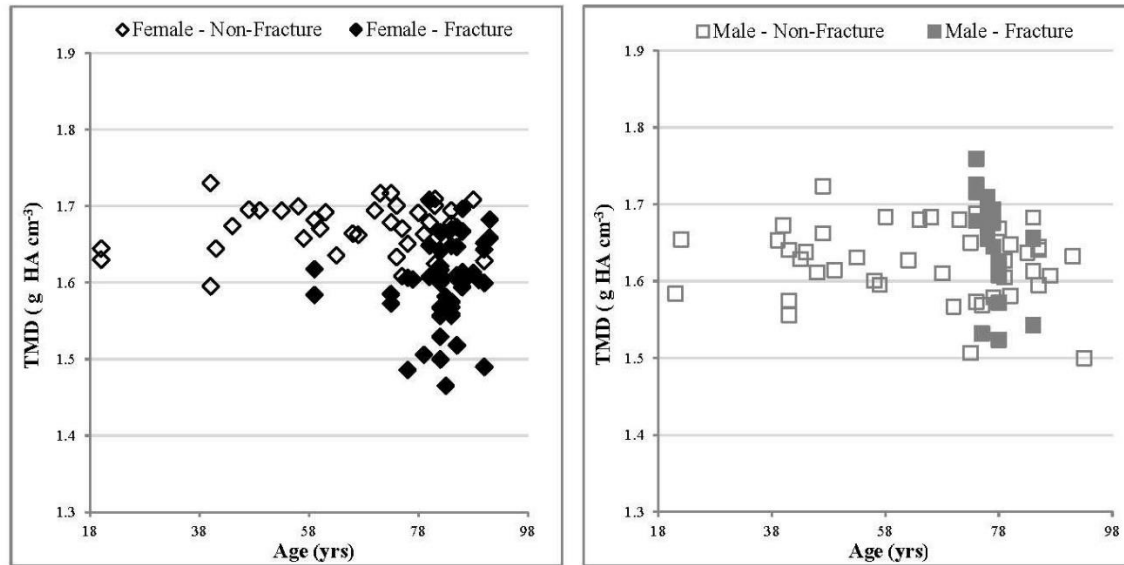 Female - Non-Fracture Female - Fracture
1.9
1.8
1.7
1.6
1.5
1.4
1.3
TMD ( g HA cm⁻³)
18 38 58 78 98
Age (yrs)
Male - Non-Fracture Male - Fracture
1.9
1.8
1.7
1.6
1.5
1.4
1.3
TMD ( g HA cm⁻³)
18 38 58 78 98
Age (yrs)